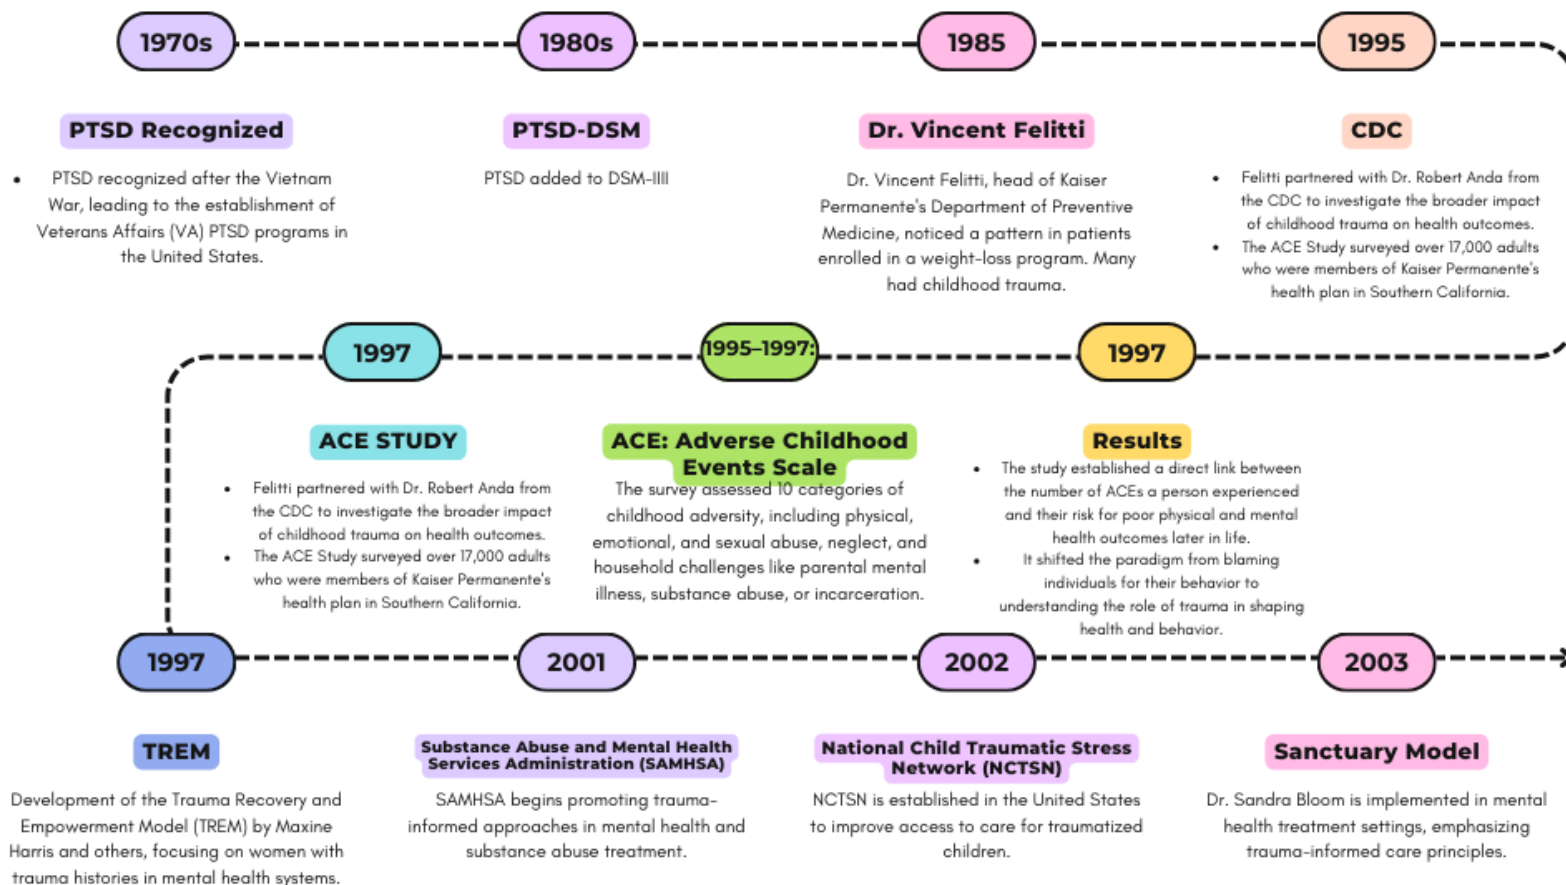 1970s
PTSD Recognized
• PTSD recognized after the Vietnam
War, leading to the establishment of
Veterans Affairs (VA) PTSD programs in
the United States.
1980s
PTSD-DSM
PTSD added to DSM-IIII
1985
Dr. Vincent Felitti
Dr. Vincent Felitti, head of Kaiser
Permanente's Department of Preventive
Medicine, noticed a pattern in patients
enrolled in a weight-loss program. Many
had childhood trauma.
1995
CDC
• Felitti partnered with Dr. Robert Anda from
the CDC to investigate the broader impact
of childhood trauma on health outcomes.
• The ACE Study surveyed over 17,000 adults
who were members of Kaiser Permanente's
health plan in Southern California.
1997
ACE STUDY
• Felitti partnered with Dr. Robert Anda from
the CDC to investigate the broader impact
of childhood trauma on health outcomes.
• The ACE Study surveyed over 17,000 adults
who were members of Kaiser Permanente's
health plan in Southern California.
1995–1997:
ACE: Adverse Childhood
Events Scale
The survey assessed 10 categories of
childhood adversity, including physical,
emotional, and sexual abuse, neglect, and
household challenges like parental mental
illness, substance abuse, or incarceration.
1997
Results
• The study established a direct link between
the number of ACEs a person experienced
and their risk for poor physical and mental
health outcomes later in life.
• It shifted the paradigm from blaming
individuals for their behavior to
understanding the role of trauma in shaping
health and behavior.
1997
TREM
Development of the Trauma Recovery and
Empowerment Model (TREM) by Maxine
Harris and others, focusing on women with
trauma histories in mental health systems.
2001
Substance Abuse and Mental Health
Services Administration (SAMHSA)
SAMHSA begins promoting trauma-
informed approaches in mental health and
substance abuse treatment.
2002
National Child Traumatic Stress
Network (NCTSN)
NCTSN is established in the United States
to improve access to care for traumatized
children.
2003
Sanctuary Model
Dr. Sandra Bloom is implemented in mental
health treatment settings, emphasizing
trauma-informed care principles.